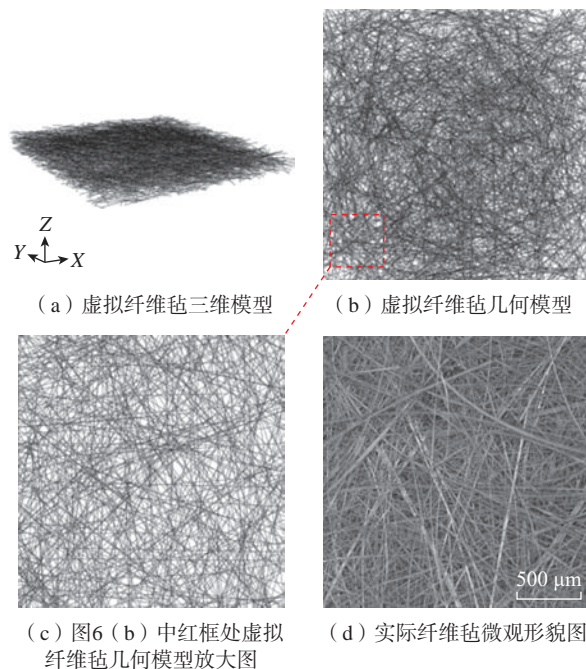 Z
Y
X
（a）虚拟纤维毡三维模型
（b）虚拟纤维毡几何模型
500 μm
（c）图6（b）中红框处虚拟
纤维毡几何模型放大图
（d）实际纤维毡微观形貌图